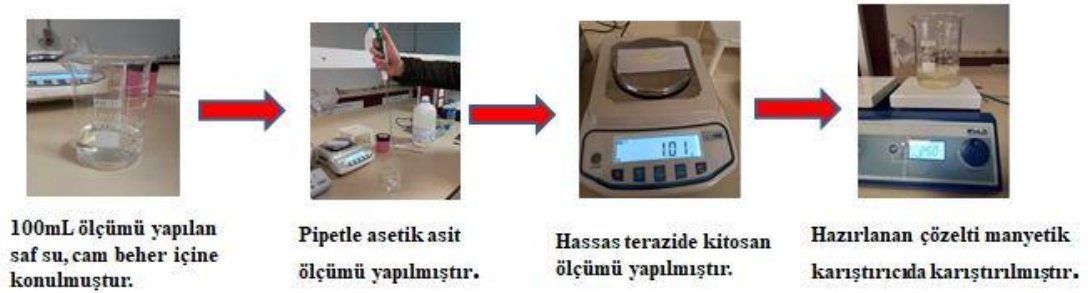 101
250
100mL ölçümü yapılan
saf su, cam beher içine
konulmuştur.
Pipetle asetik asit
ölçümü yapılmıştır.
Hassas terazide kitosan
ölçümü yapılmıştır.
Hazırlanan çözelti manyetik
karıştırıcıda karıştırılmıştır.